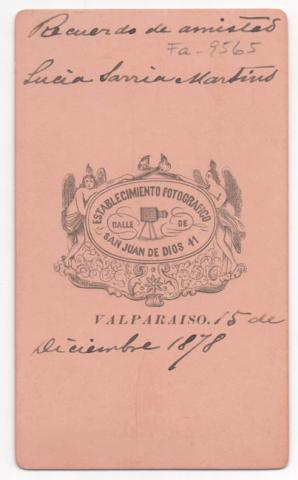 Recuerdo de amistad
Fa-9565
Lucia Sarria Martins
ESTABLECIMIENTO FOTOGRAFICO
CALLE DE
SAN JUAN DE DIOS 41
VALPARAISO. 15 de
Diciembre 1878